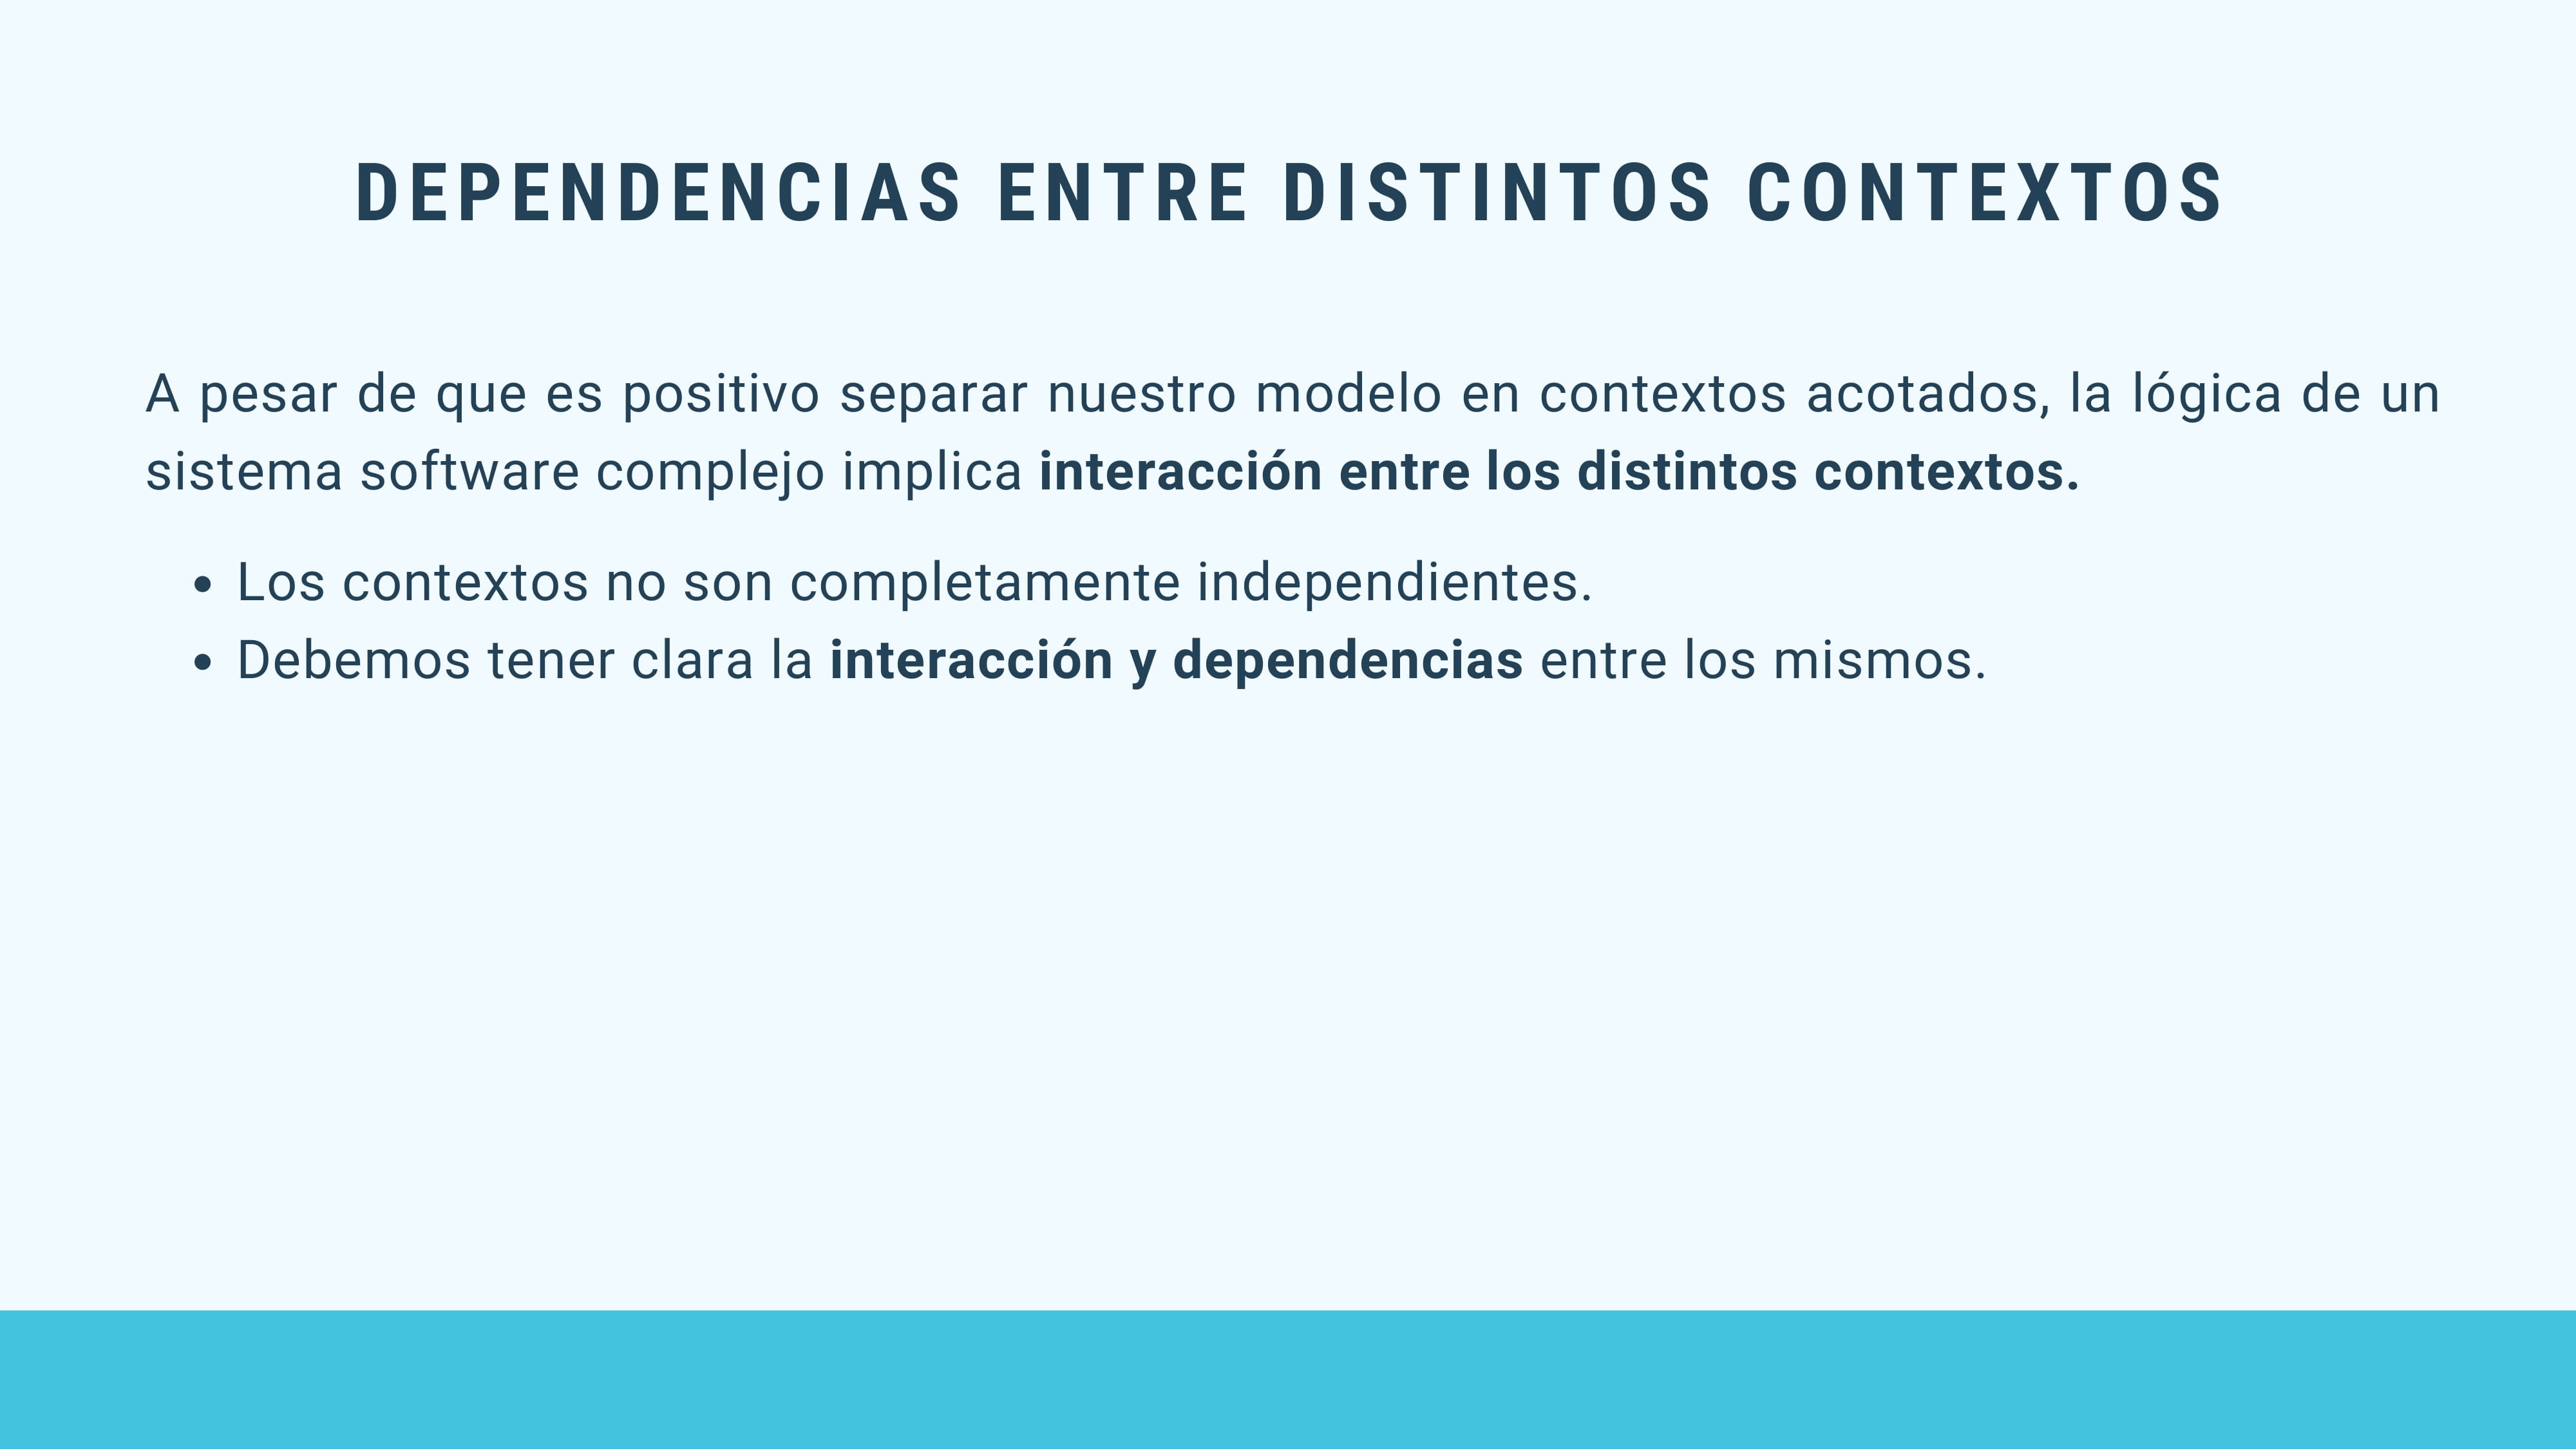 DEPENDENCIAS ENTRE DISTINTOS CONTEXTOS
A pesar de que es positivo separar nuestro modelo en contextos acotados, la lógica de un
sistema software complejo implica interacción entre los distintos contextos.
• Los contextos no son completamente independientes.
• Debemos tener clara la interacción y dependencias entre los mismos.